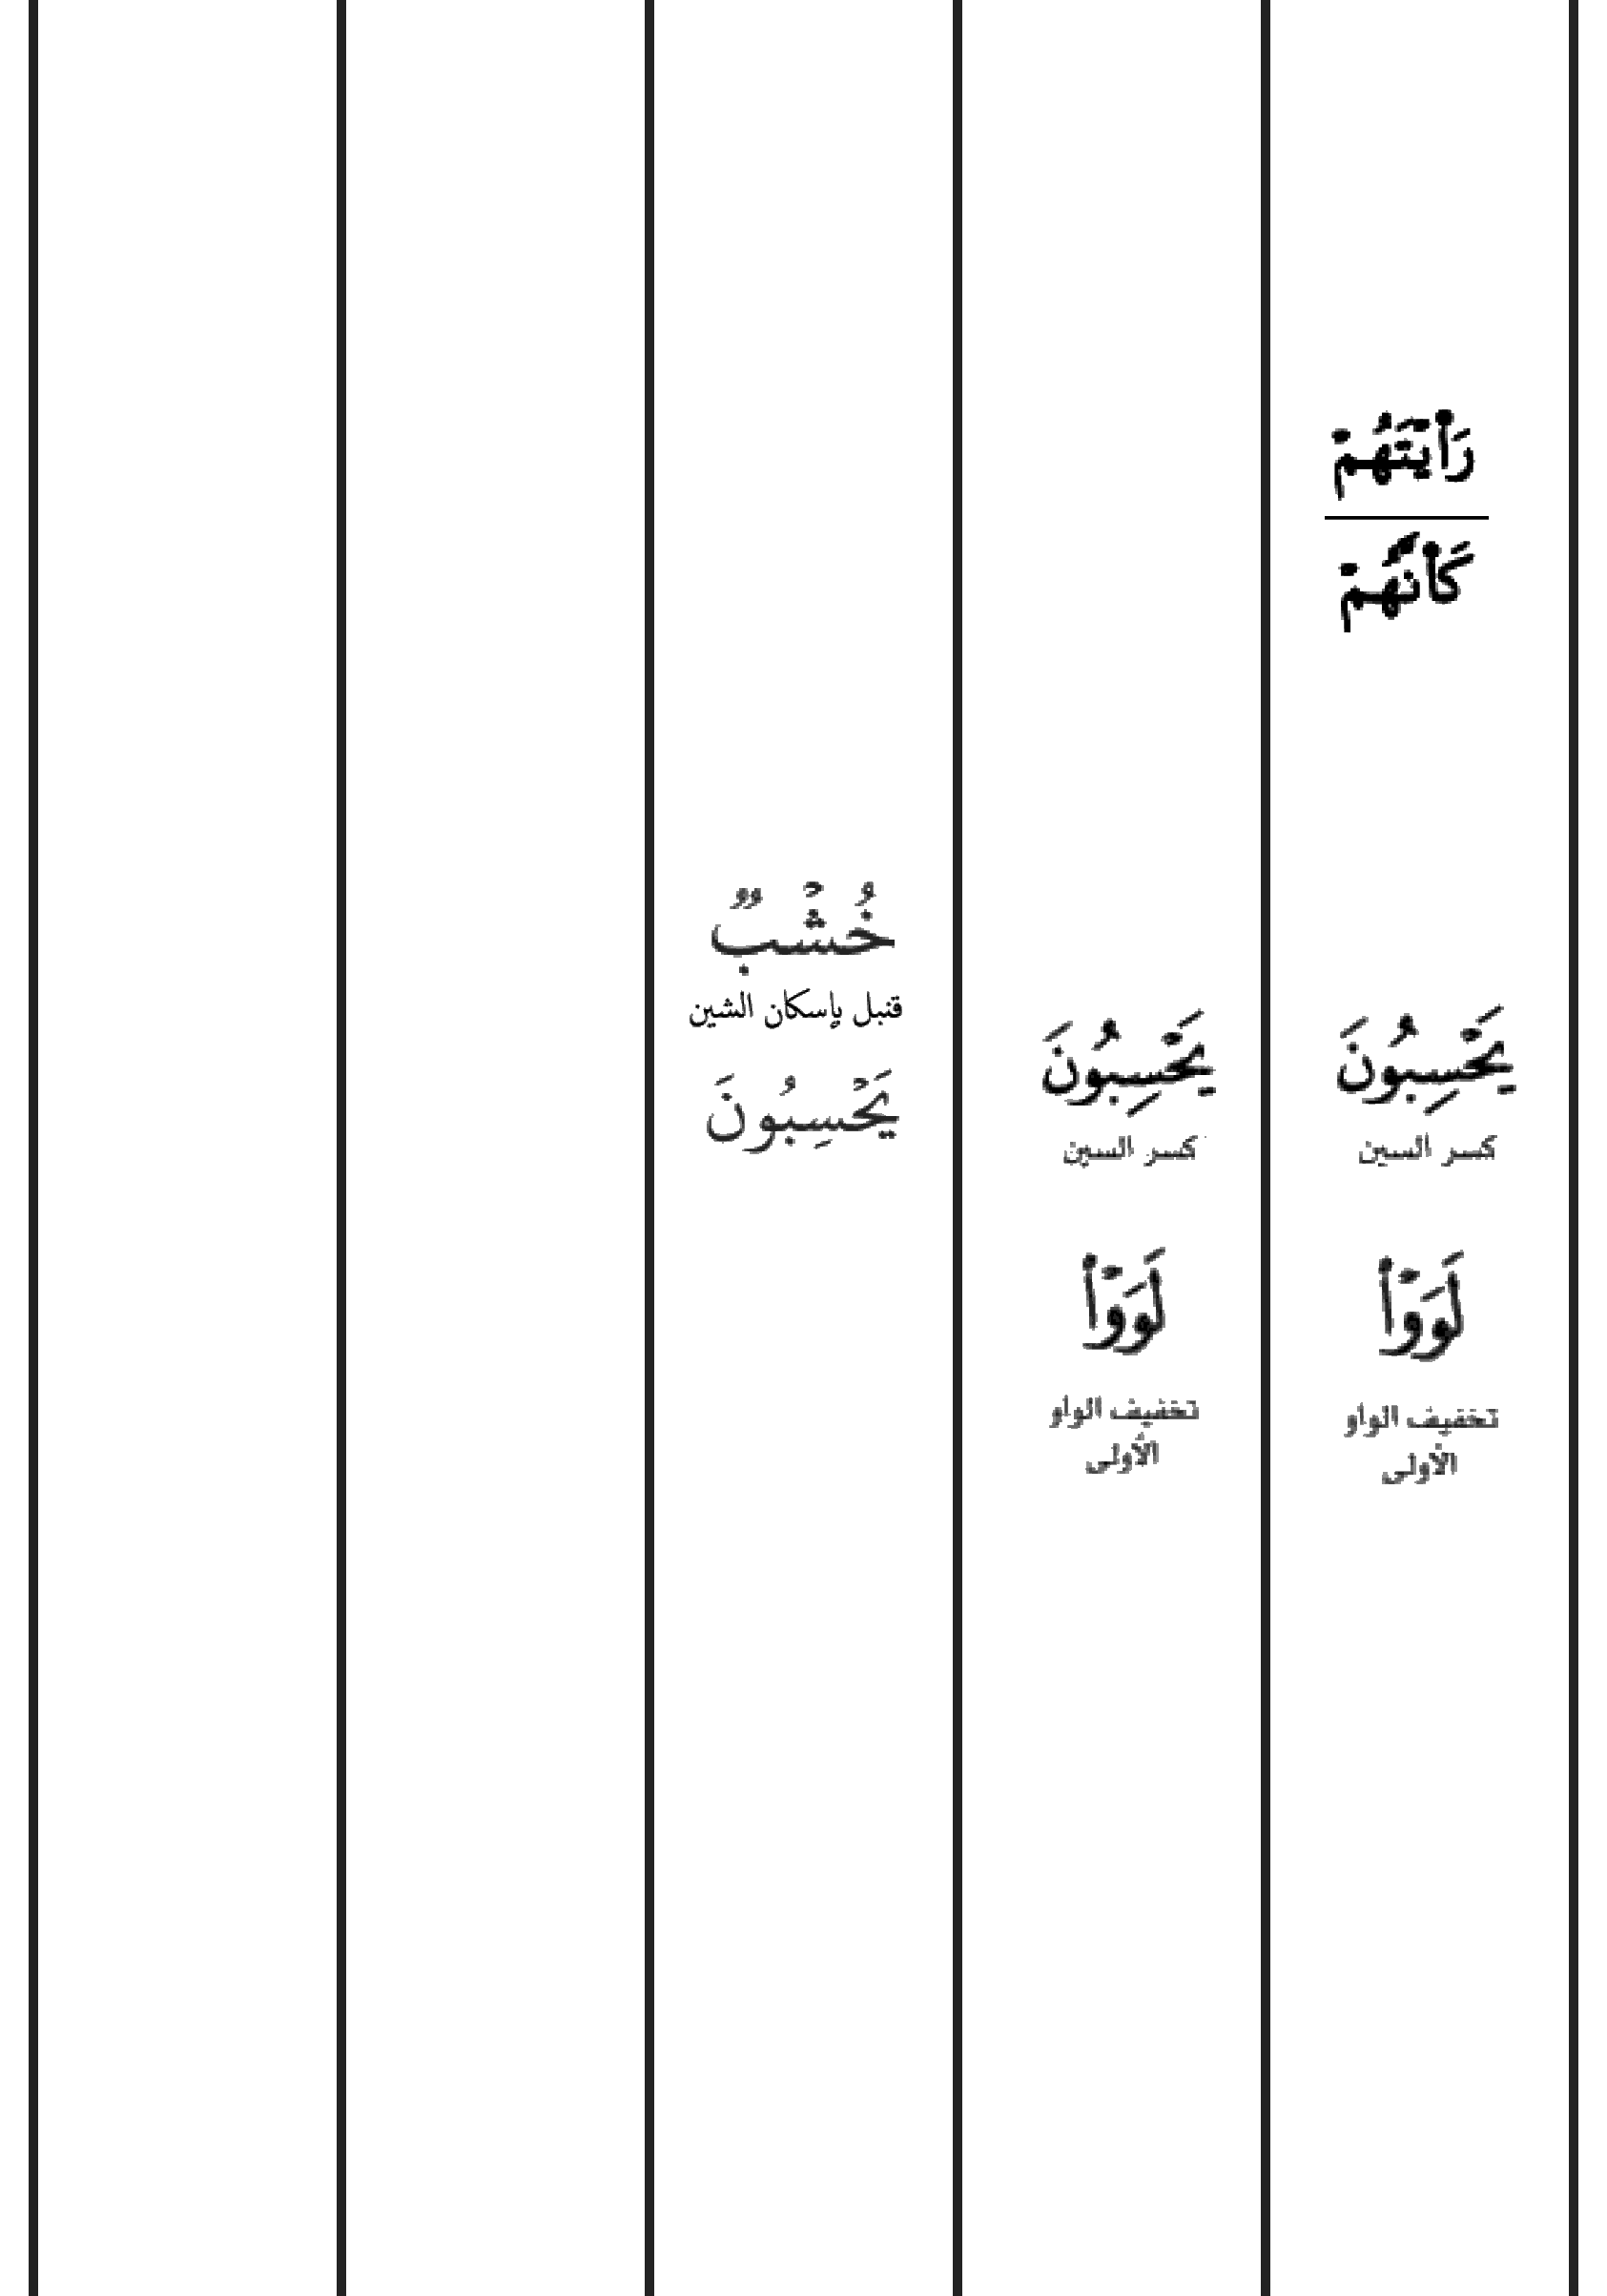 رَاْيْتَهُمْ
كَاْنَّهُمْ
يَحْسِبُونَ
كسر السين
لَوَوْاْ
تخفيف الواو
الأولى
يَحْسِبُونَ
كسر السين
لَوَوْاْ
تخفيف الواو
الأولى
خُشْبٌ
قنبل بإسكان الشين
يَحْسِبُونَ